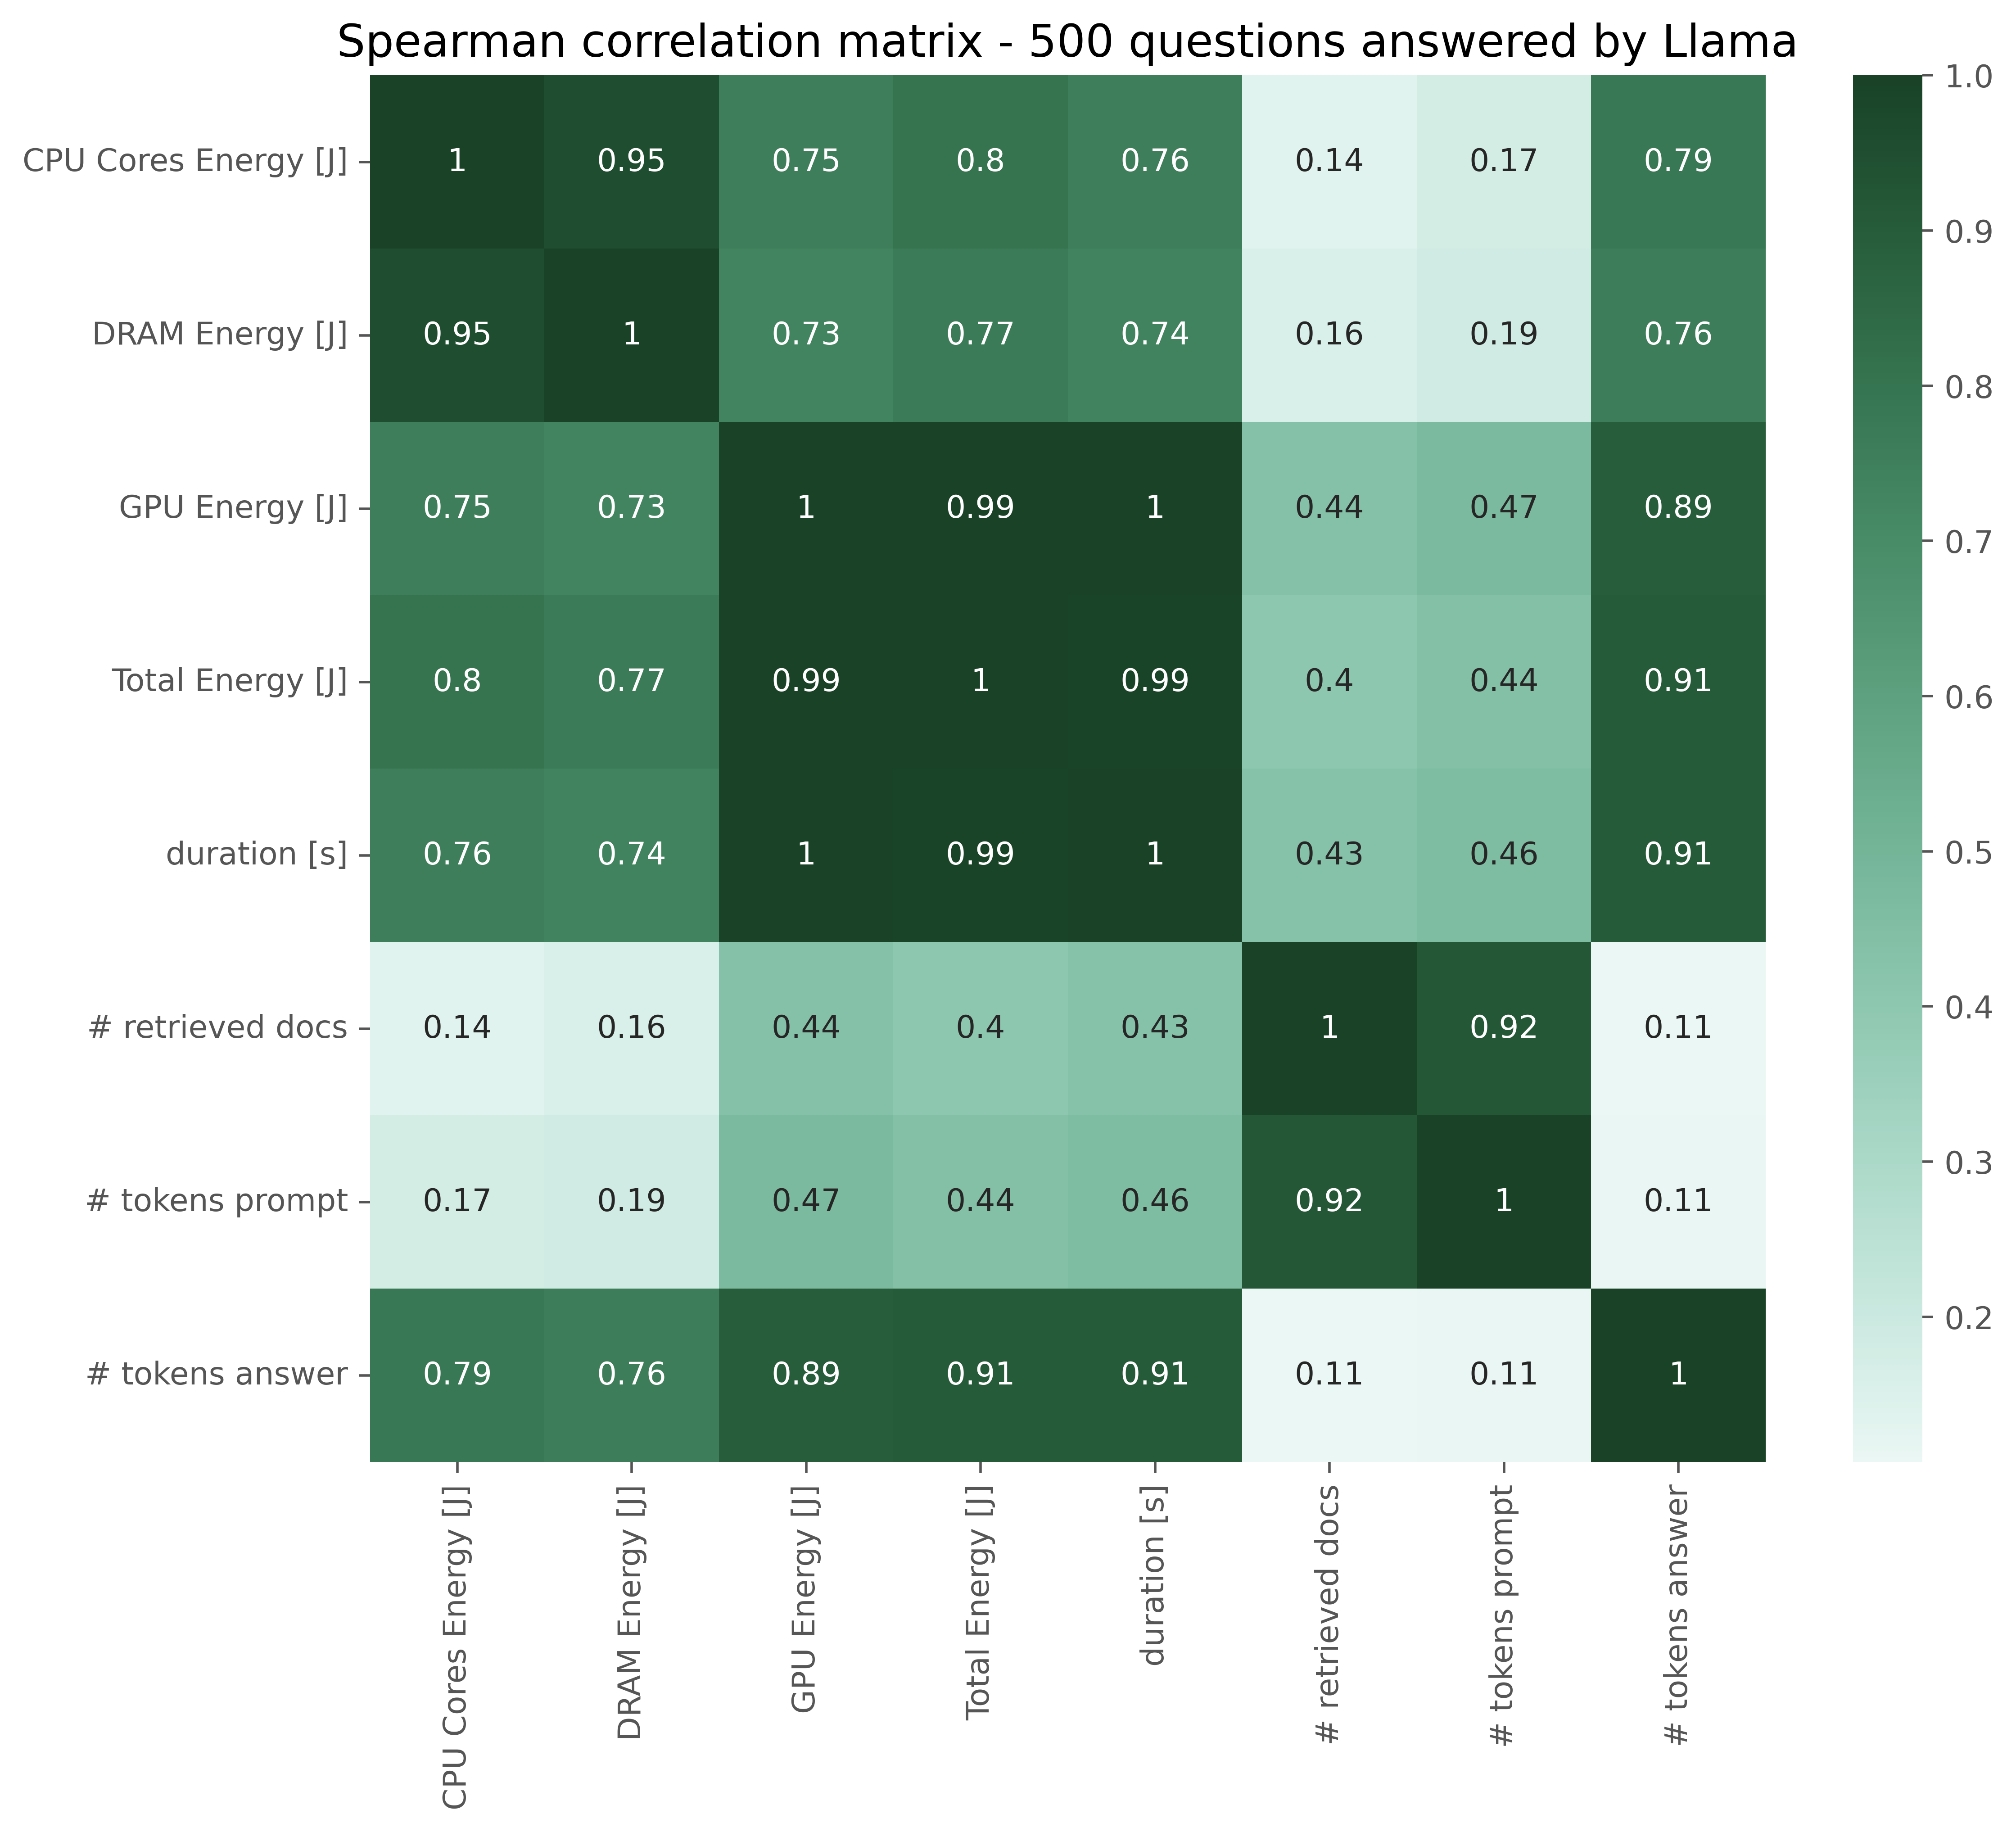 Spearman correlation matrix - 500 questions answered by Llama
CPU Cores Energy [J] 1 0.95 0.75 0.8 0.76 0.14 0.17 0.79
DRAM Energy [J] 0.95 1 0.73 0.77 0.74 0.16 0.19 0.76
GPU Energy [J] 0.75 0.73 1 0.99 1 0.44 0.47 0.89
Total Energy [J] 0.8 0.77 0.99 1 0.99 0.4 0.44 0.91
duration [s] 0.76 0.74 1 0.99 1 0.43 0.46 0.91
# retrieved docs 0.14 0.16 0.44 0.4 0.43 1 0.92 0.11
# tokens prompt 0.17 0.19 0.47 0.44 0.46 0.92 1 0.11
# tokens answer 0.79 0.76 0.89 0.91 0.91 0.11 0.11 1
CPU Cores Energy [J]
DRAM Energy [J]
GPU Energy [J]
Total Energy [J]
duration [s]
# retrieved docs
# tokens prompt
# tokens answer
1.0
0.9
0.8
0.7
0.6
0.5
0.4
0.3
0.2